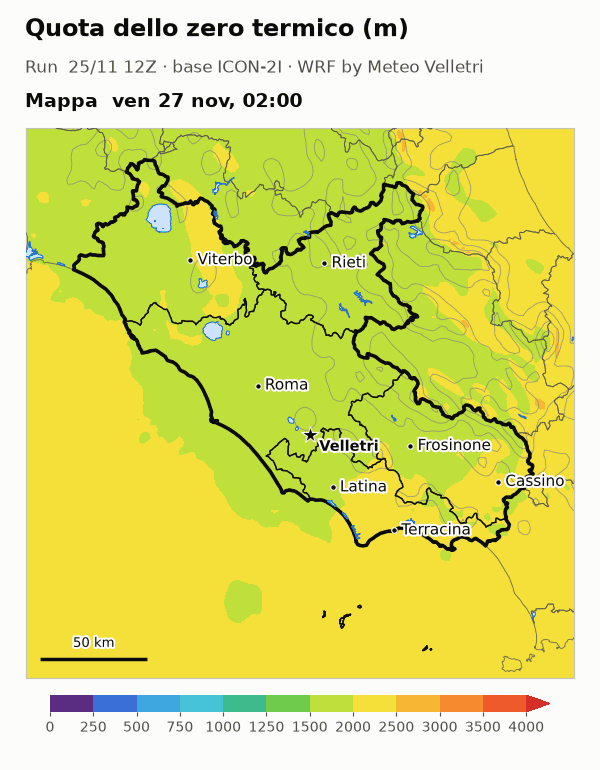 Quota dello zero termico (m)
Run  25/11 12Z · base ICON-2I · WRF by Meteo Velletri
Mappa  ven 27 nov, 02:00
Viterbo
Rieti
Roma
Velletri
Frosinone
Latina
Cassino
Terracina
50 km
0 250 500 750 1000 1250 1500 2000 2500 3000 3500 4000